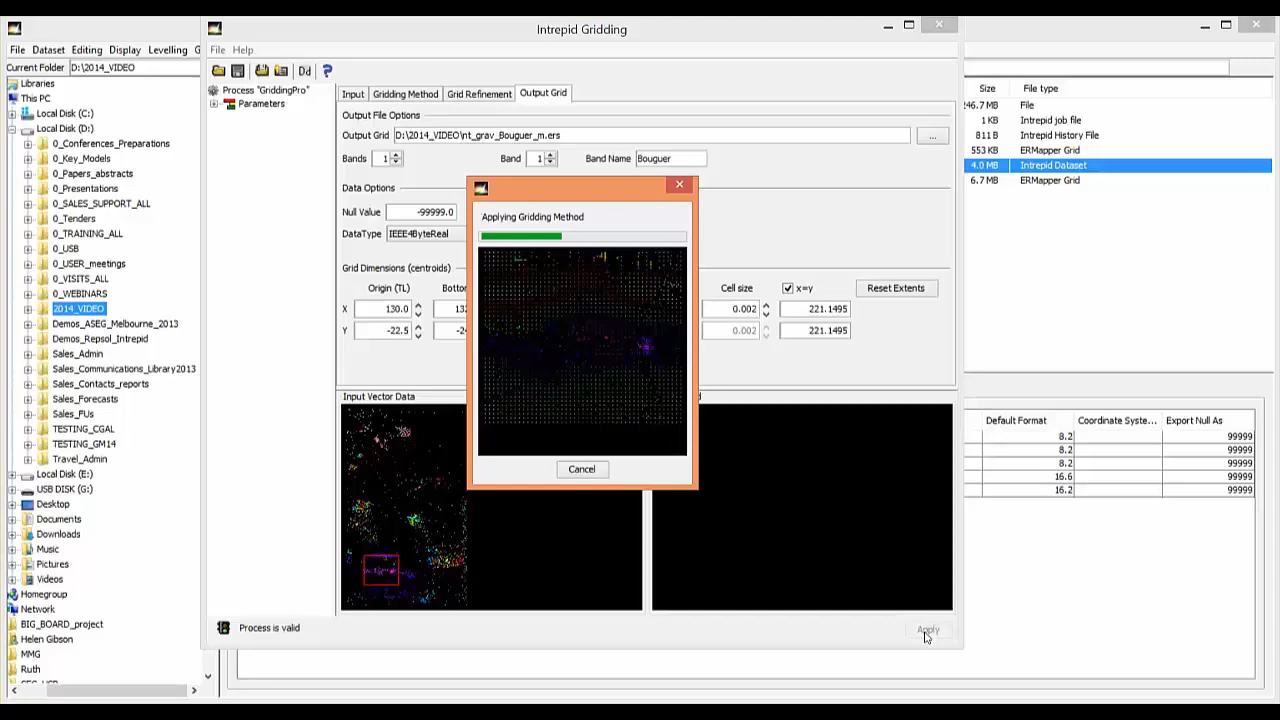 Intrepid Gridding
File Dataset Editing Display Levelling G
File Help
Current Folder D:\2014_VIDEO
Libraries
This PC
Local Disk (C:)
Local Disk (D:)
0_Conferences_Preparations
0_Key_Models
0_Papers_abstracts
0_Presentations
0_SALES_SUPPORT_ALL
0_Tenders
0_TRAINING_ALL
0_USB
0_USER_meetings
0_VISITS_ALL
0_WEBINARS
2014_VIDEO
Demos_ASEG_Melbourne_2013
Demos_Repsol_Intrepid
Sales_Admin
Sales_Communications_Library2013
Sales_Contacts_reports
Sales_Forecasts
Sales_FUs
TESTING_CGAL
TESTING_GM14
Travel_Admin
Local Disk (E:)
USB DISK (G:)
Desktop
Documents
Downloads
Music
Pictures
Videos
Homegroup
Network
BIG_BOARD_project
Helen Gibson
MMG
Ruth
Dd ?
Process "GriddingPro"
Parameters
Input Gridding Method Grid Refinement Output Grid
Output File Options
Output Grid D:\2014_VIDEO\nt_grav_Bouguer_m.ers ...
Bands 1 Band 1 Band Name Bouguer
Data Options
Null Value -99999.0
DataType IEEE4ByteReal
Grid Dimensions (centroids)
Origin (TL) Botto Cell size x=y Reset Extents
X 130.0 13 0.002 221.1495
Y -22.5 -2 0.002 221.1495
Input Vector Data
Applying Gridding Method
Cancel
Process is valid
Apply
Size File type
46.7 MB File
1 KB Intrepid job file
811 B Intrepid History File
553 KB ERMapper Grid
4.0 MB Intrepid Dataset
6.7 MB ERMapper Grid
Default Format Coordinate Syste... Export Null As
8.2 99999
8.2 99999
8.2 99999
16.6 99999
16.2 99999